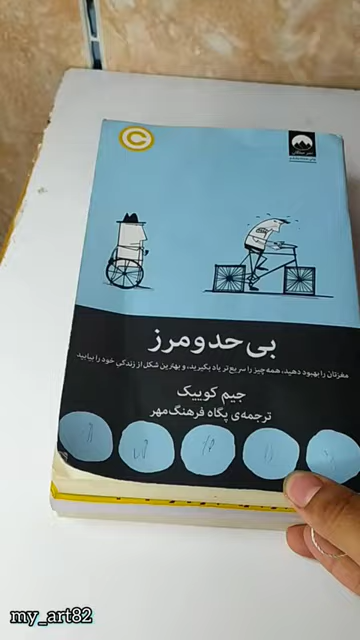 بی حد و مرز
مغزتان را بهبود دهید، همه چیز را سریع‌تر یاد بگیرید، و بهترین شکل از زندگی خود را بیابید
جیم کوییک
ترجمه‌ی پگاه فرهنگ‌مهر
my_art82